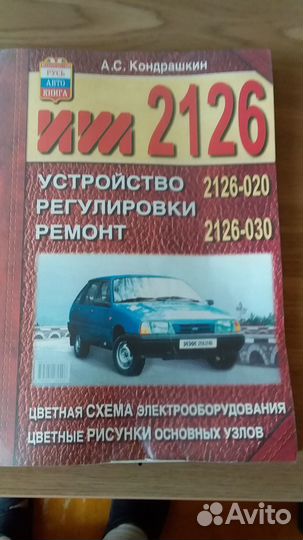 А.С. Кондрашкин
РУСЬ
АВТО
КНИГА
иж 2126
УСТРОЙСТВО 2126-020
РЕГУЛИРОВКИ
РЕМОНТ 2126-030
ИЖ 2126
ЦВЕТНАЯ СХЕМА ЭЛЕКТРООБОРУДОВАНИЯ
ЦВЕТНЫЕ РИСУНКИ ОСНОВНЫХ УЗЛОВ
Avito